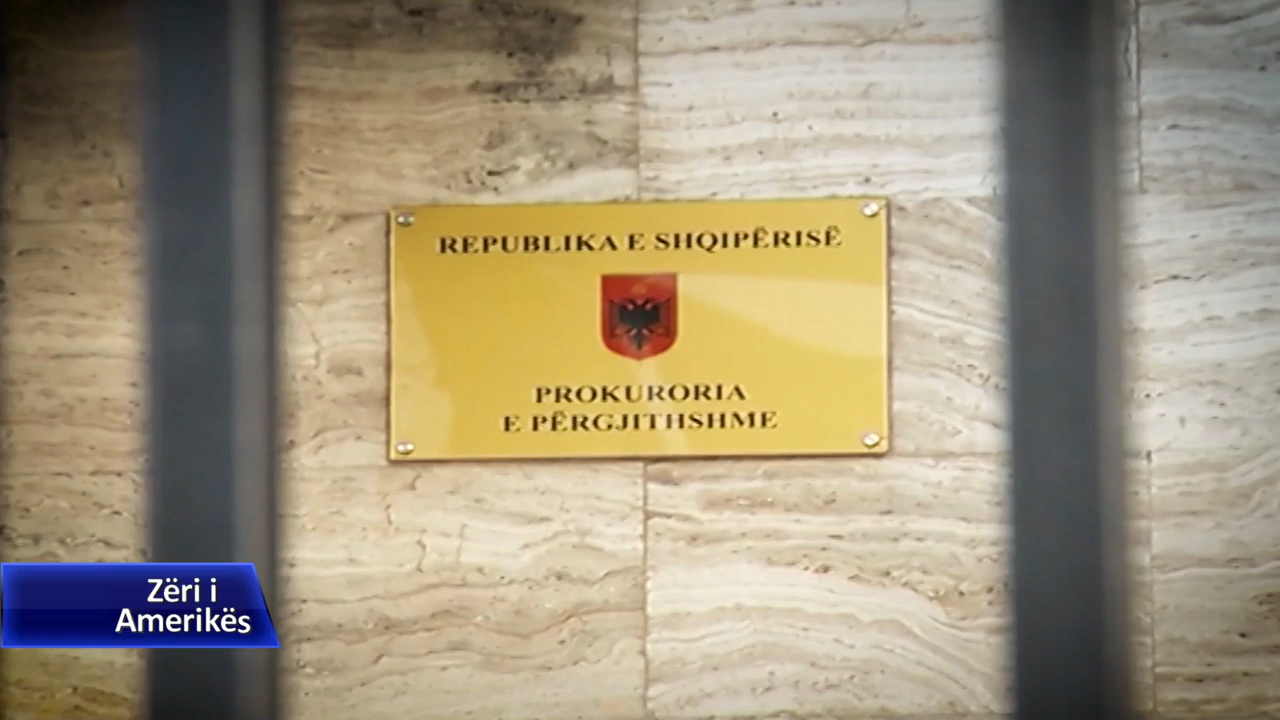 REPUBLIKA E SHQIPËRISË
PROKURORIA
E PËRGJITHSHME
Zëri i
Amerikës